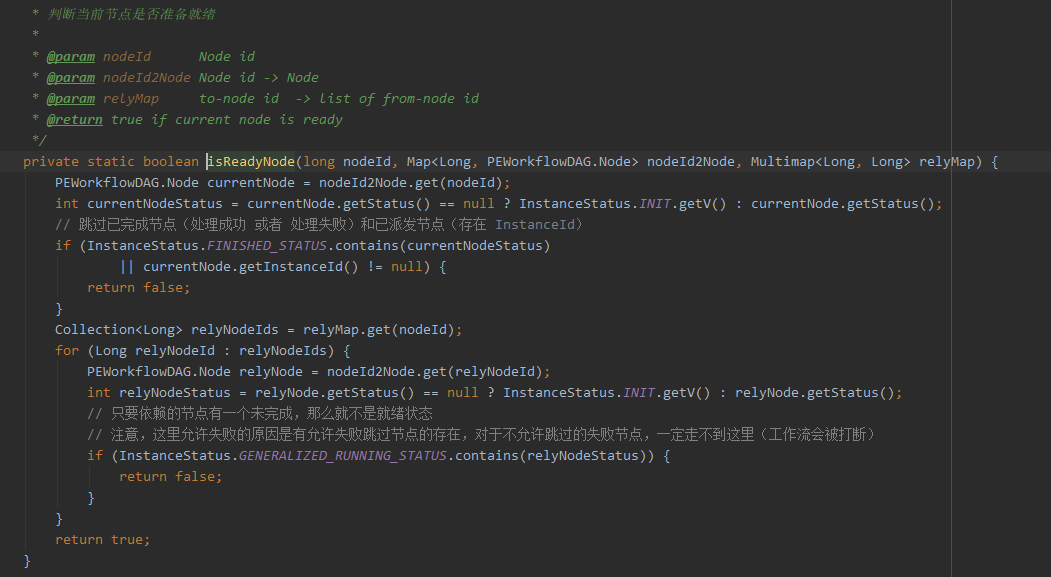 * 判断当前节点是否准备就绪
*
* @param nodeId      Node id
* @param nodeId2Node Node id -> Node
* @param relyMap     to-node id  -> list of from-node id
* @return true if current node is ready
*/
private static boolean isReadyNode(long nodeId, Map<Long, PEWorkflowDAG.Node> nodeId2Node, Multimap<Long, Long> relyMap) {
    PEWorkflowDAG.Node currentNode = nodeId2Node.get(nodeId);
    int currentNodeStatus = currentNode.getStatus() == null ? InstanceStatus.INIT.getV() : currentNode.getStatus();
    // 跳过已完成节点（处理成功 或者 处理失败）和已派发节点（存在 InstanceId）
    if (InstanceStatus.FINISHED_STATUS.contains(currentNodeStatus)
            || currentNode.getInstanceId() != null) {
        return false;
    }
    Collection<Long> relyNodeIds = relyMap.get(nodeId);
    for (Long relyNodeId : relyNodeIds) {
        PEWorkflowDAG.Node relyNode = nodeId2Node.get(relyNodeId);
        int relyNodeStatus = relyNode.getStatus() == null ? InstanceStatus.INIT.getV() : relyNode.getStatus();
        // 只要依赖的节点有一个未完成，那么就不是就绪状态
        // 注意，这里允许失败的原因是有允许失败跳过节点的存在，对于不允许跳过的失败节点，一定走不到这里（工作流会被打断）
        if (InstanceStatus.GENERALIZED_RUNNING_STATUS.contains(relyNodeStatus)) {
            return false;
        }
    }
    return true;
}